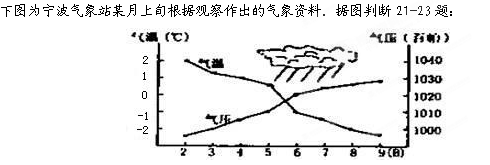 下图为宁波气象站某月上旬根据观察作出的气象资料．据图判断21-23题：
气温（℃） 气压（百帕）
2 1040
1 1030
0 1020
-1 1010
-2 1000
气温
气压
2 3 4 5 6 7 8 9（日）